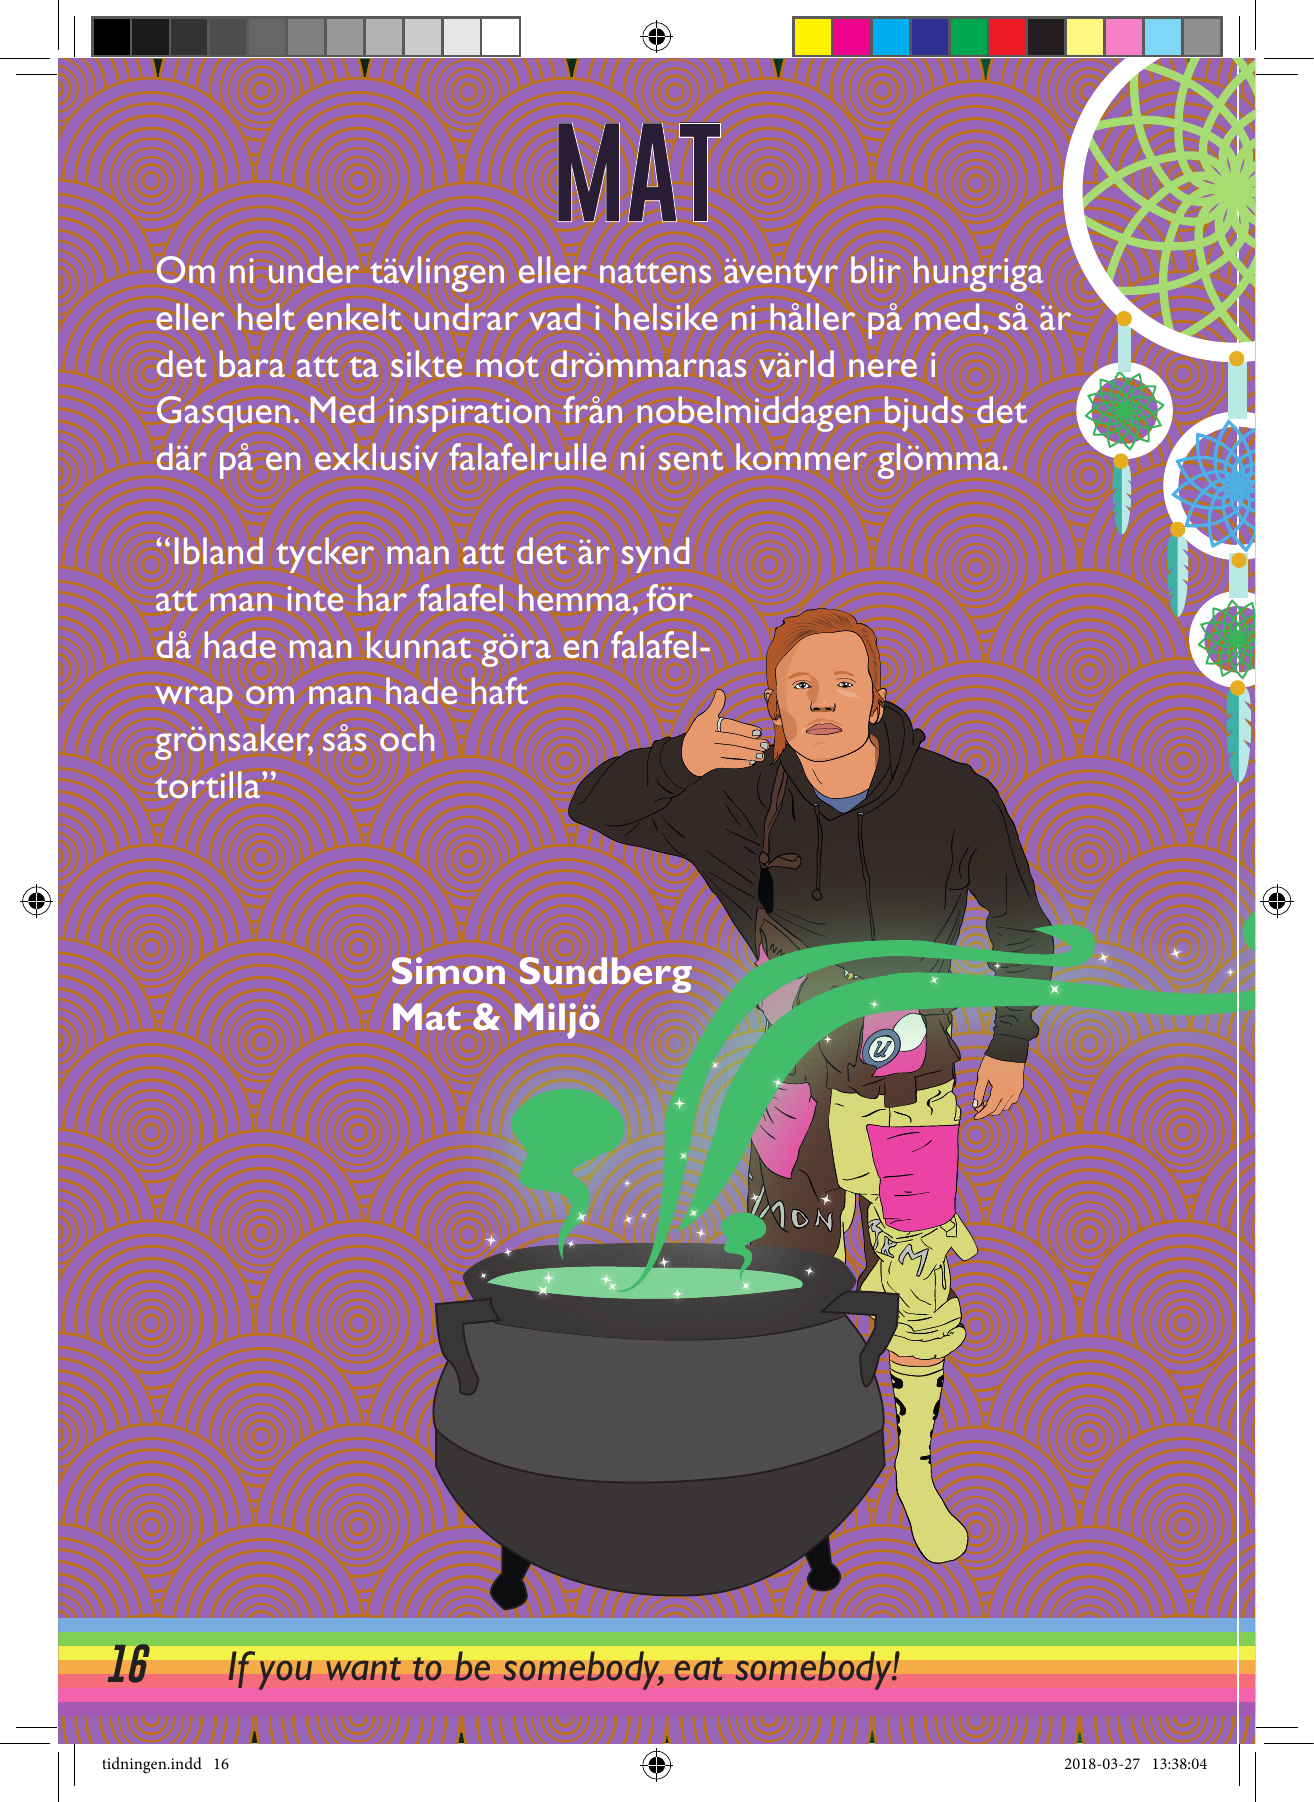 MAT
Om ni under tävlingen eller nattens äventyr blir hungriga
eller helt enkelt undrar vad i helsike ni håller på med, så är
det bara att ta sikte mot drömmarnas värld nere i
Gasquen. Med inspiration från nobelmiddagen bjuds det
där på en exklusiv falafelrulle ni sent kommer glömma.
“Ibland tycker man att det är synd
att man inte har falafel hemma, för
då hade man kunnat göra en falafel-
wrap om man hade haft
grönsaker, sås och
tortilla”
Simon Sundberg
Mat & Miljö
U
16 If you want to be somebody, eat somebody!
tidningen.indd 16 2018-03-27 13:38:04